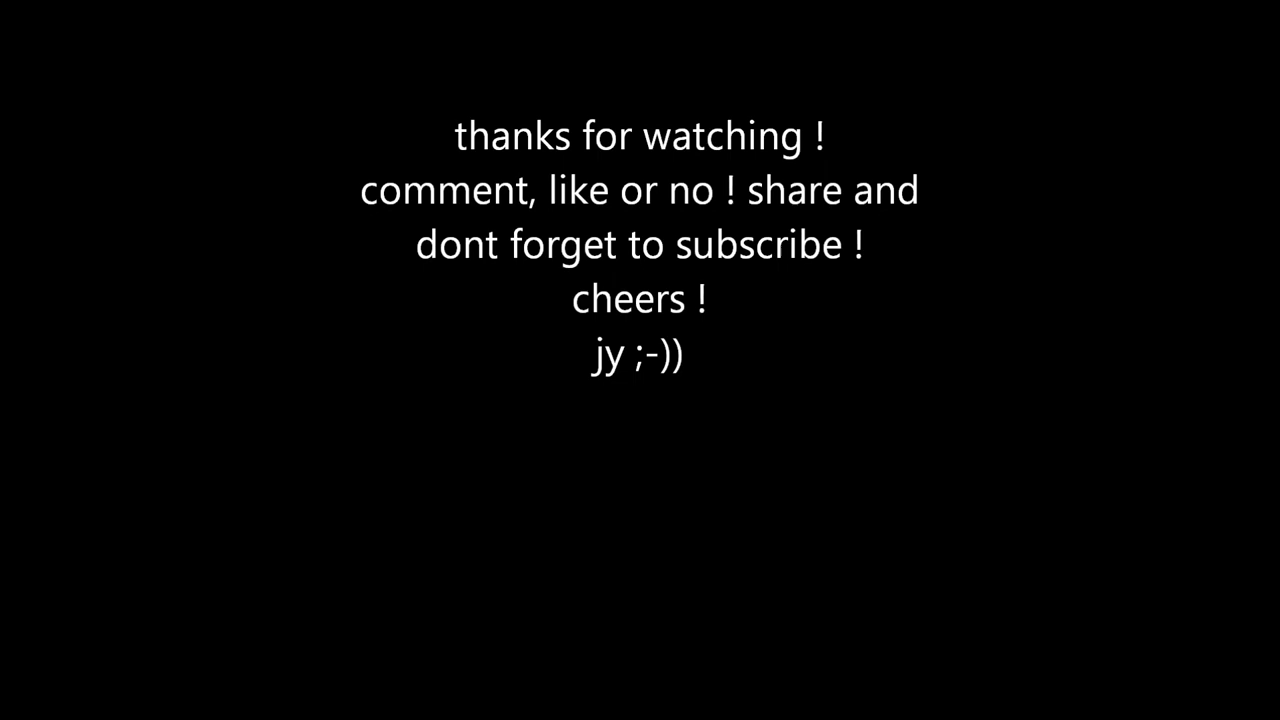 thanks for watching !
comment, like or no ! share and
dont forget to subscribe !
cheers !
jy ;-))